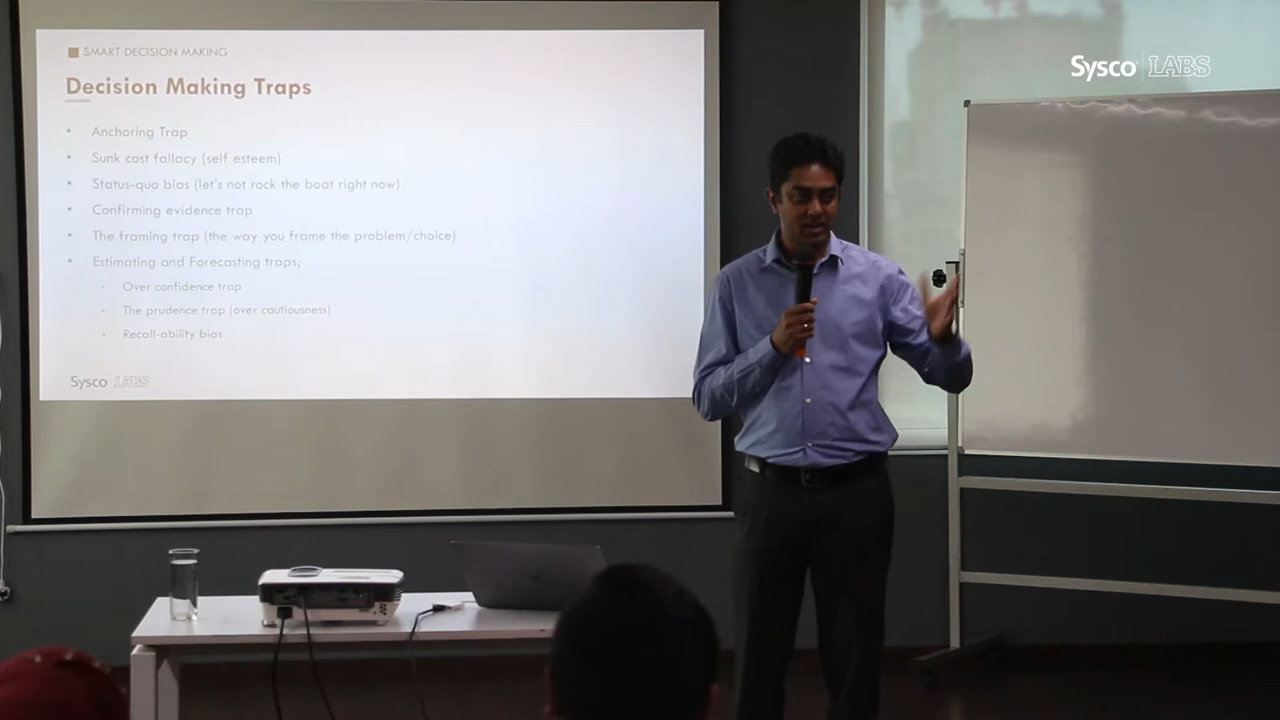 SMART DECISION MAKING
Decision Making Traps
• Anchoring Trap
• Sunk cost fallacy (self esteem)
• Status-quo bias (let's not rock the boat right now)
• Confirming evidence trap
• The framing trap (the way you frame the problem/choice)
• Estimating and Forecasting traps;
- Over confidence trap
- The prudence trap (over cautiousness)
- Recall-ability bias
Sysco LABS
Sysco LABS